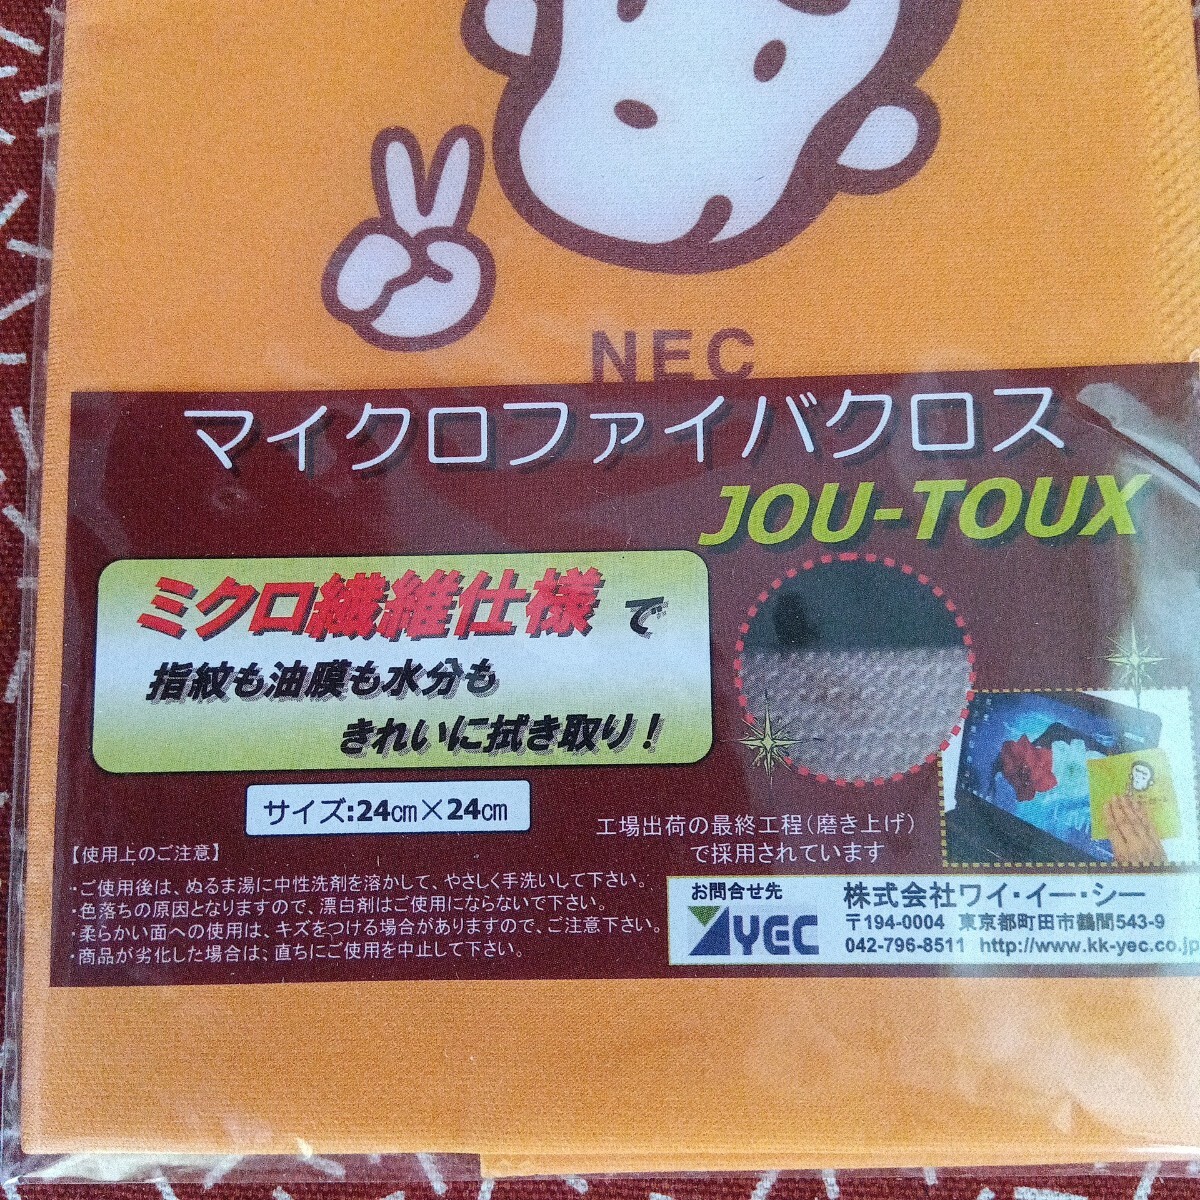 NEC
マイクロファイバクロス
JOU-TOUX
ミクロ繊維仕様で
指紋も油膜も水分も
きれいに拭き取り!
サイズ:24㎝×24㎝
工場出荷の最終工程(磨き上げ)
で採用されています
【使用上のご注意】
・ご使用後は、ぬるま湯に中性洗剤を溶かして、やさしく手洗いして下さい。
・色落ちの原因となりますので、漂白剤はご使用にならないで下さい。
・柔らかい面への使用は、キズをつける場合がありますので、ご注意下さい。
・商品が劣化した場合は、直ちにご使用を中止して下さい。
お問合せ先
YEC
株式会社ワイ・イー・シー
〒194-0004 東京都町田市鶴間543-9
042-796-8511 http://www.kk-yec.co.jp